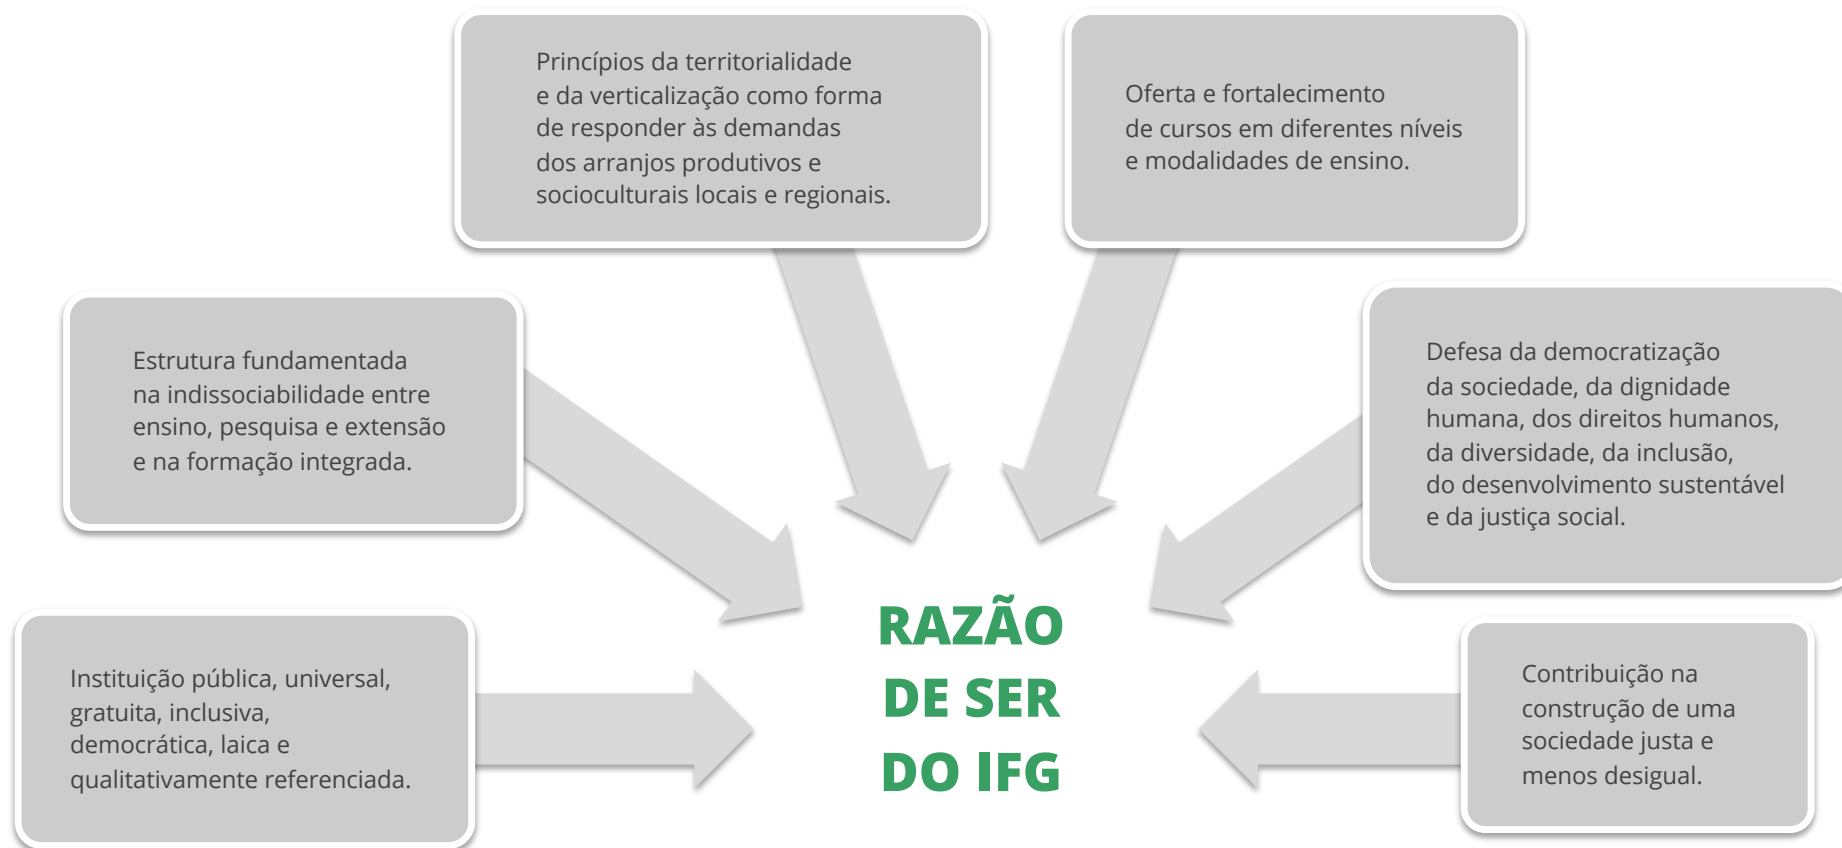 Princípios da territorialidade
e da verticalização como forma
de responder às demandas
dos arranjos produtivos e
socioculturais locais e regionais.
Oferta e fortalecimento
de cursos em diferentes níveis
e modalidades de ensino.
Estrutura fundamentada
na indissociabilidade entre
ensino, pesquisa e extensão
e na formação integrada.
Defesa da democratização
da sociedade, da dignidade
humana, dos direitos humanos,
da diversidade, da inclusão,
do desenvolvimento sustentável
e da justiça social.
Instituição pública, universal,
gratuita, inclusiva,
democrática, laica e
qualitativamente referenciada.
RAZÃO
DE SER
DO IFG
Contribuição na
construção de uma
sociedade justa e
menos desigual.